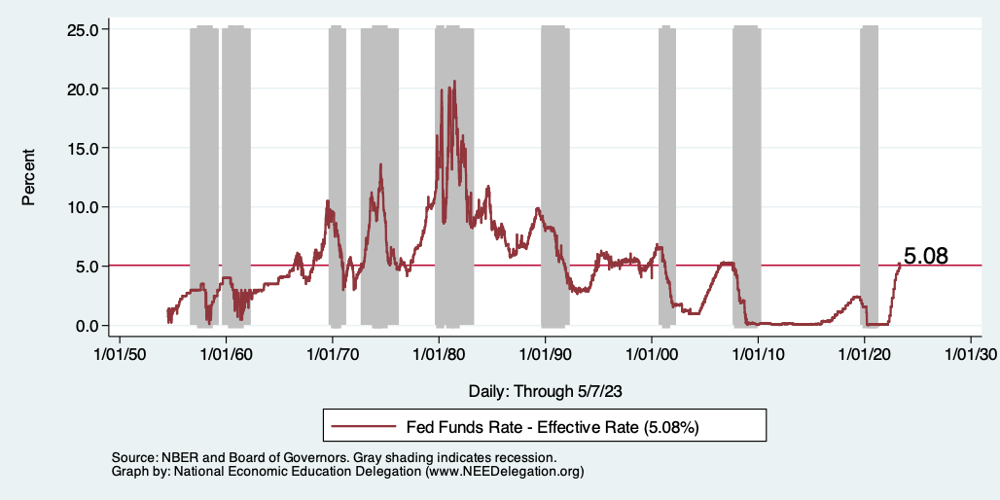 25.0
20.0
15.0
10.0
5.0
0.0
Percent
5.08
1/01/50 1/01/60 1/01/70 1/01/80 1/01/90 1/01/00 1/01/10 1/01/20 1/01/30
Daily: Through 5/7/23
Fed Funds Rate - Effective Rate (5.08%)
Source: NBER and Board of Governors. Gray shading indicates recession.
Graph by: National Economic Education Delegation (www.NEEDelegation.org)